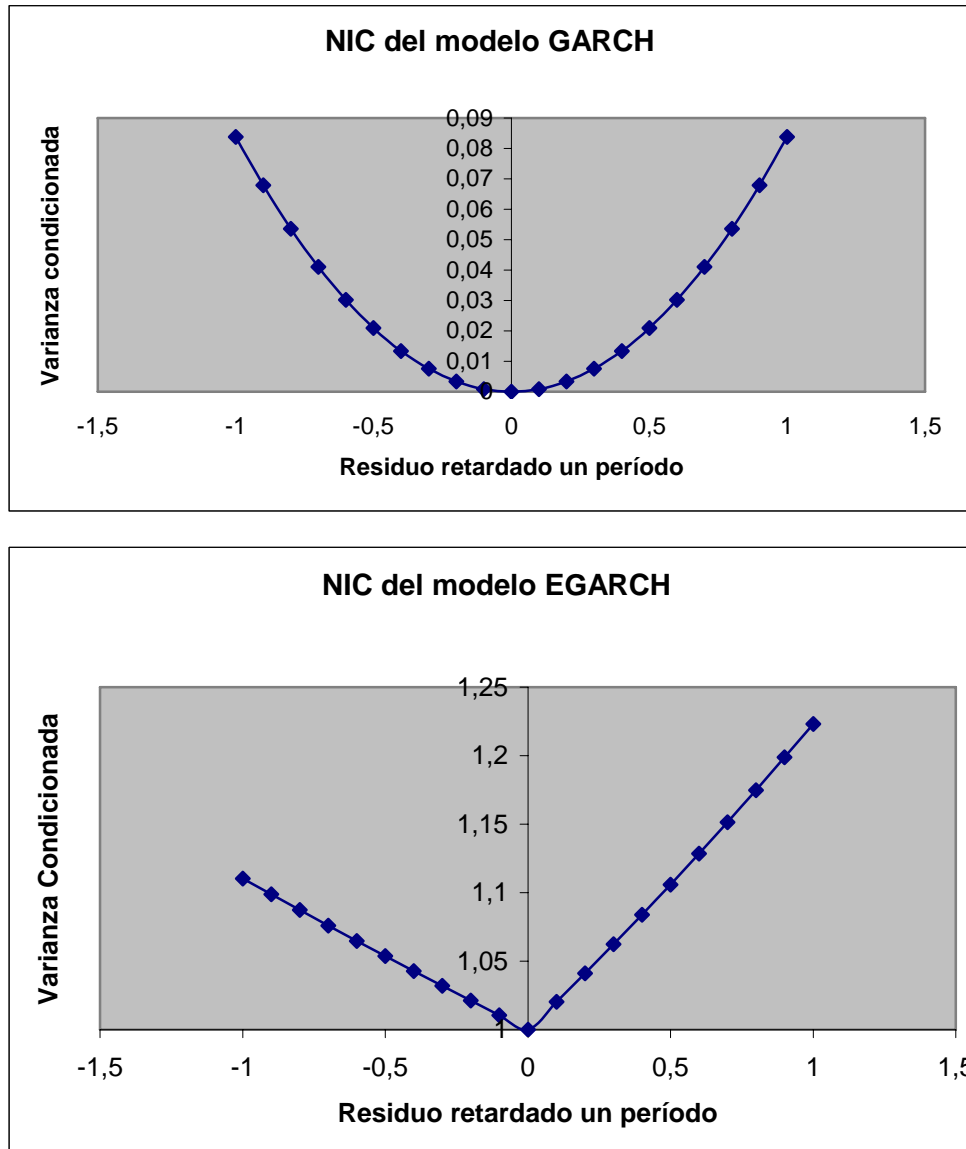 NIC del modelo GARCH
Varianza condicionada
0,09
0,08
0,07
0,06
0,05
0,04
0,03
0,02
0,01
0
-1,5 -1 -0,5 0 0,5 1 1,5
Residuo retardado un período
NIC del modelo EGARCH
Varianza Condicionada
1,25
1,2
1,15
1,1
1,05
1
-1,5 -1 -0,5 0 0,5 1 1,5
Residuo retardado un período